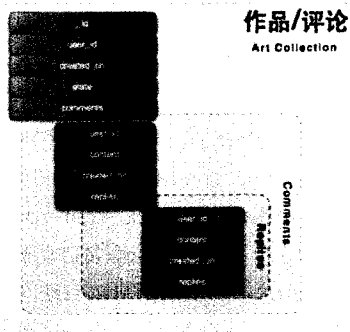 作品/评论
Art Collection
_id
user_id
created_on
state
comments
user_id
content
created_on
replies
Comments
user_id
content
created_on
replies
Replies